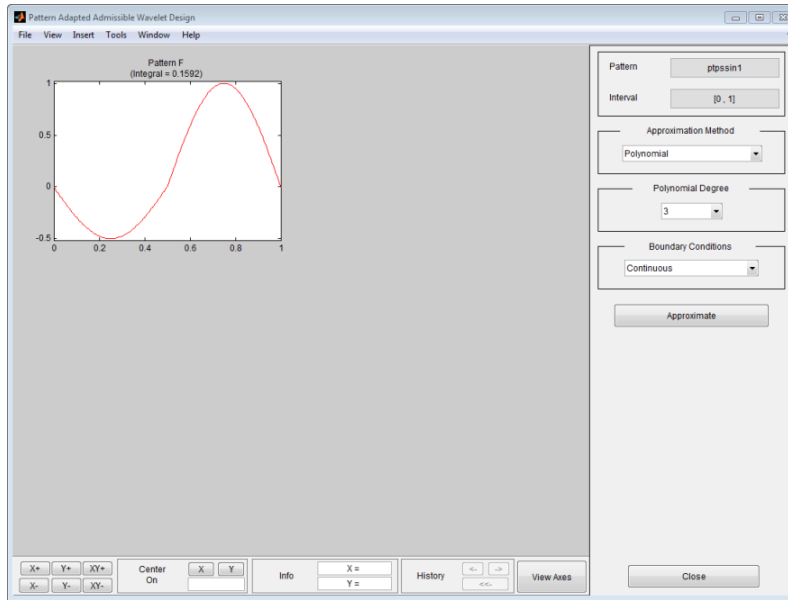 Pattern Adapted Admissible Wavelet Design
File View Insert Tools Window Help
Pattern F
(Integral = 0.1592)
1
0.5
0
-0.5
0 0.2 0.4 0.6 0.8 1
Pattern ptpssin1
Interval [0 , 1]
Approximation Method
Polynomial
Polynomial Degree
3
Boundary Conditions
Continuous
Approximate
X+ Y+ XY+
X- Y- XY-
Center
On
X Y
Info
X =
Y =
History
<- ->
<<-
View Axes
Close